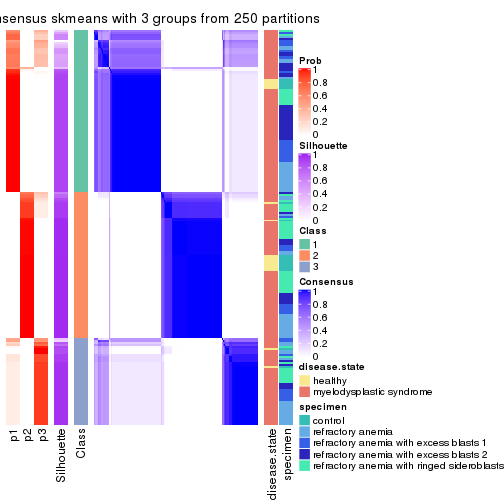 nsensus skmeans with 3 groups from 250 partitions
Prob
1
0.8
0.6
0.4
0.2
0
Silhouette
1
0.8
0.6
0.4
0.2
0
Class
1
2
3
Consensus
1
0.8
0.6
0.4
0.2
0
disease.state
healthy
myelodysplastic syndrome
specimen
control
refractory anemia
refractory anemia with excess blasts 1
refractory anemia with excess blasts 2
refractory anemia with ringed sideroblasts
p1
p2
p3
Silhouette
Class
disease.state
specimen